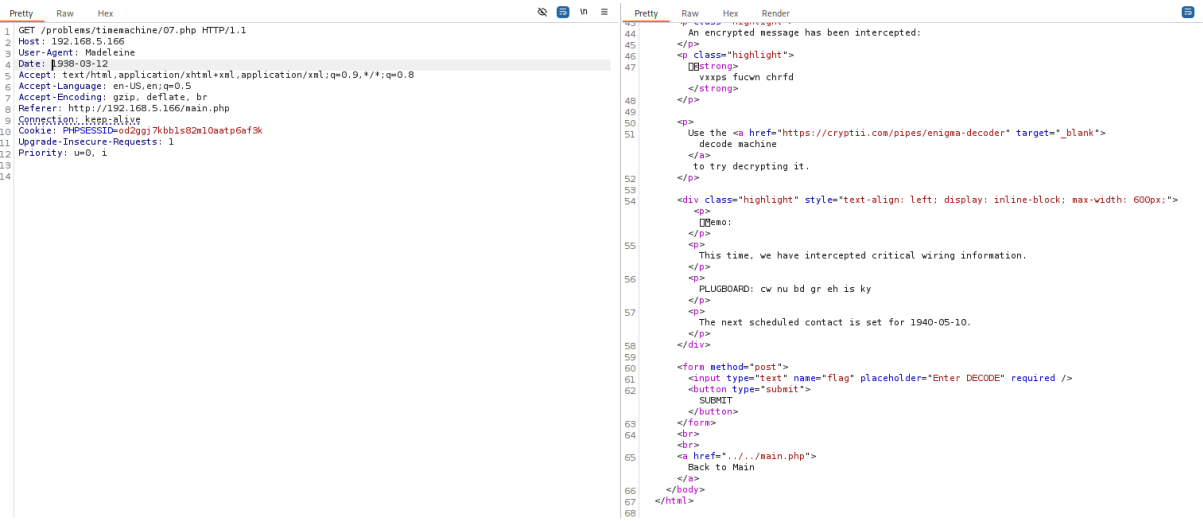 Pretty Raw Hex
\n
1 GET /problems/timemachine/07.php HTTP/1.1
2 Host: 192.168.5.166
3 User-Agent: Madeleine
4 Date: 1938-03-12
5 Accept: text/html,application/xhtml+xml,application/xml;q=0.9,*/*;q=0.8
6 Accept-Language: en-US,en;q=0.5
7 Accept-Encoding: gzip, deflate, br
8 Referer: http://192.168.5.166/main.php
9 Connection: keep-alive
10 Cookie: PHPSESSID=od2ggj7kbb1s82m10aatp6af3k
11 Upgrade-Insecure-Requests: 1
12 Priority: u=0, i
13
14
Pretty Raw Hex Render
43 <p class="highlight">
44 An encrypted message has been intercepted:
45 </p>
46 <p class="highlight">
47 <strong>
vxxps fucwn chrfd
</strong>
48 </p>
49
50 <p>
51 Use the <a href="https://cryptii.com/pipes/enigma-decoder" target="_blank">
decode machine
</a>
to try decrypting it.
52 </p>
53
54 <div class="highlight" style="text-align: left; display: inline-block; max-width: 600px;">
<p>
Memo:
</p>
55 <p>
This time, we have intercepted critical wiring information.
</p>
56 <p>
PLUGBOARD: cw nu bd gr eh is ky
</p>
57 <p>
The next scheduled contact is set for 1940-05-10.
</p>
58 </div>
59
60 <form method="post">
61 <input type="text" name="flag" placeholder="Enter DECODE" required />
62 <button type="submit">
SUBMIT
</button>
63 </form>
64 <br>
<br>
65 <a href="../../main.php">
Back to Main
</a>
66 </body>
67 </html>
68